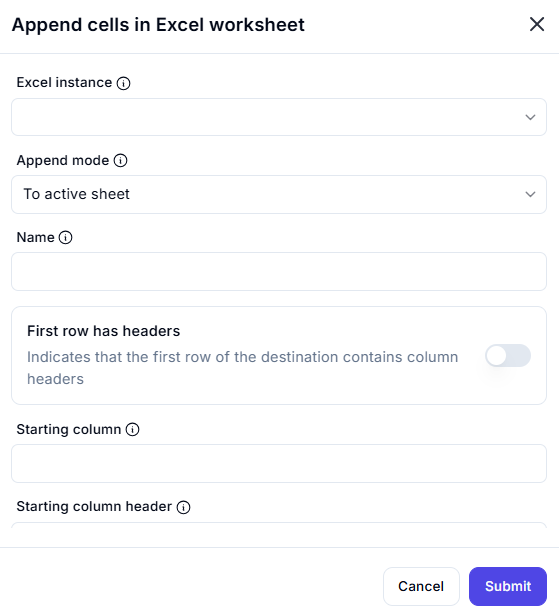 Append cells in Excel worksheet
Excel instance
Append mode
To active sheet
Name
First row has headers
Indicates that the first row of the destination contains column
headers
Starting column
Starting column header
Cancel
Submit